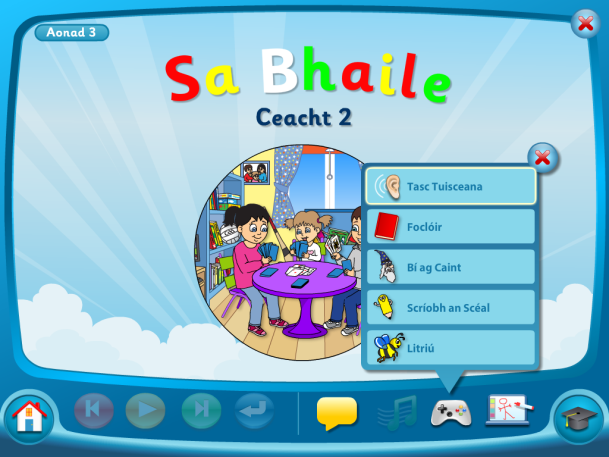 Aonad 3
Sa Bhaile
Ceacht 2
Tasc Tuisceana
Foclóir
Bí ag Caint
Scríobh an Scéal
Litriú